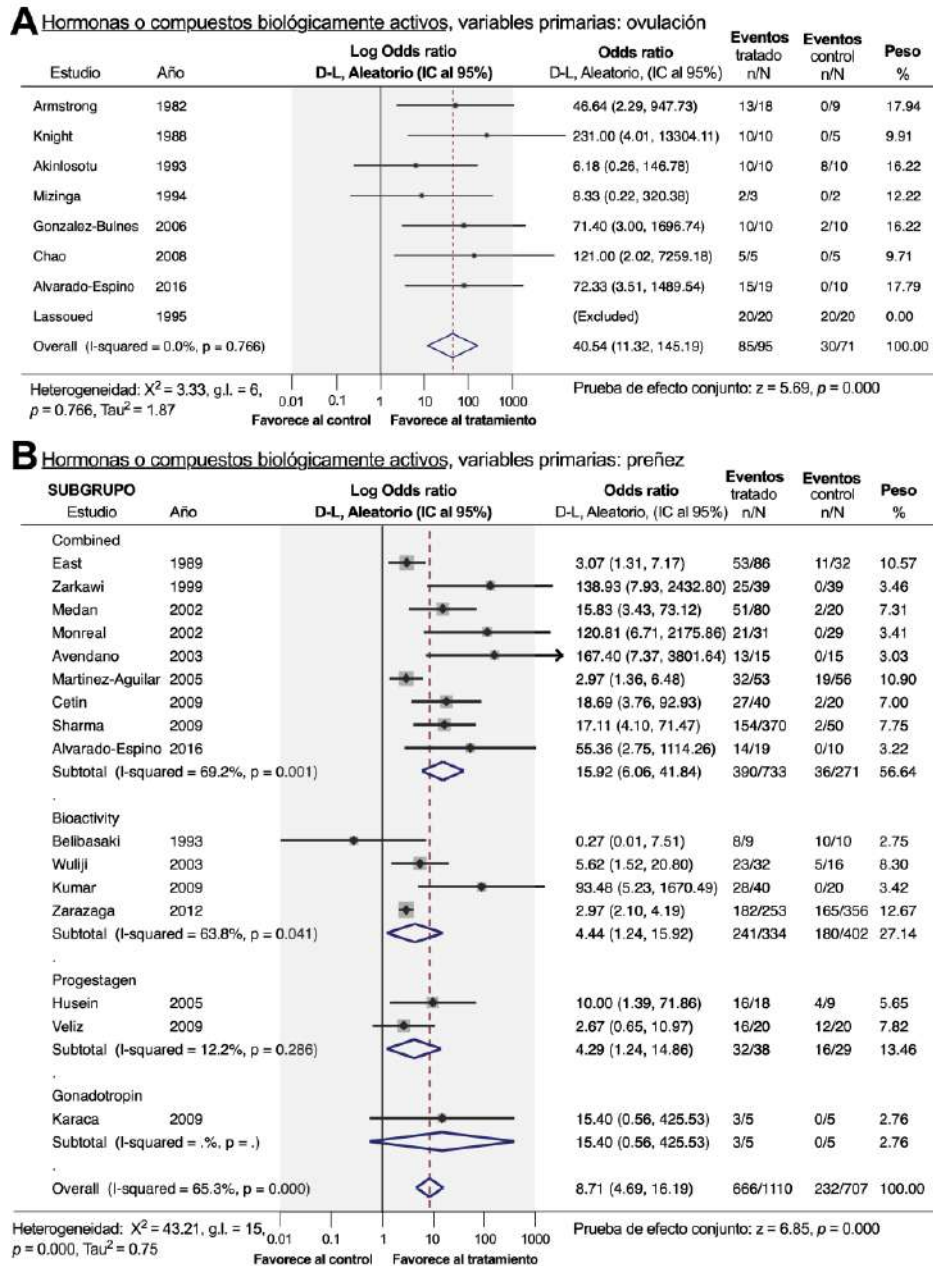 A Hormonas o compuestos biológicamente activos, variables primarias: ovulación
Log Odds ratio Odds ratio Eventos Eventos Peso
tratado control
Estudio Año D-L, Aleatorio (IC al 95%) D-L, Aleatorio, (IC al 95%) n/N n/N %
Armstrong 1982 46.64 (2.29, 947.73) 13/18 0/9 17.94
Knight 1988 231.00 (4.01, 13304.11) 10/10 0/5 9.91
Akinlosotu 1993 6.18 (0.26, 146.78) 10/10 8/10 16.22
Mizinga 1994 8.33 (0.22, 320.38) 2/3 0/2 12.22
Gonzalez-Bulnes 2006 71.40 (3.00, 1696.74) 10/10 2/10 16.22
Chao 2008 121.00 (2.02, 7259.18) 5/5 0/5 9.71
Alvarado-Espino 2016 72.33 (3.51, 1489.54) 15/19 0/10 17.79
Lassoued 1995 (Excluded) 20/20 20/20 0.00
Overall (I-squared = 0.0%, p = 0.766) 40.54 (11.32, 145.19) 85/95 30/71 100.00
Heterogeneidad: X² = 3.33, g.l. = 6, 0.01 0.1 1 10 100 1000 Prueba de efecto conjunto: z = 5.69, p = 0.000
p = 0.766, Tau² = 1.87 Favorece al control Favorece al tratamiento
B Hormonas o compuestos biológicamente activos, variables primarias: preñez
SUBGRUPO Log Odds ratio Odds ratio Eventos Eventos Peso
tratado control
Estudio Año D-L, Aleatorio (IC al 95%) D-L, Aleatorio, (IC al 95%) n/N n/N %
Combined
East 1989 3.07 (1.31, 7.17) 53/86 11/32 10.57
Zarkawi 1999 138.93 (7.93, 2432.80) 25/39 0/39 3.46
Medan 2002 15.83 (3.43, 73.12) 51/80 2/20 7.31
Monreal 2002 120.81 (6.71, 2175.86) 21/31 0/29 3.41
Avendano 2003 167.40 (7.37, 3801.64) 13/15 0/15 3.03
Martinez-Aguilar 2005 2.97 (1.36, 6.48) 32/53 19/56 10.90
Cetin 2009 18.69 (3.76, 92.93) 27/40 2/20 7.00
Sharma 2009 17.11 (4.10, 71.47) 154/370 2/50 7.75
Alvarado-Espino 2016 55.36 (2.75, 1114.26) 14/19 0/10 3.22
Subtotal (I-squared = 69.2%, p = 0.001) 15.92 (6.06, 41.84) 390/733 36/271 56.64
.
Bioactivity
Belibasaki 1993 0.27 (0.01, 7.51) 8/9 10/10 2.75
Wuliji 2003 5.62 (1.52, 20.80) 23/32 5/16 8.30
Kumar 2009 93.48 (5.23, 1670.49) 28/40 0/20 3.42
Zarazaga 2012 2.97 (2.10, 4.19) 182/253 165/356 12.67
Subtotal (I-squared = 63.8%, p = 0.041) 4.44 (1.24, 15.92) 241/334 180/402 27.14
.
Progestagen
Husein 2005 10.00 (1.39, 71.86) 16/18 4/9 5.65
Veliz 2009 2.67 (0.65, 10.97) 16/20 12/20 7.82
Subtotal (I-squared = 12.2%, p = 0.286) 4.29 (1.24, 14.86) 32/38 16/29 13.46
.
Gonadotropin
Karaca 2009 15.40 (0.56, 425.53) 3/5 0/5 2.76
Subtotal (I-squared = .%, p = .) 15.40 (0.56, 425.53) 3/5 0/5 2.76
.
Overall (I-squared = 65.3%, p = 0.000) 8.71 (4.69, 16.19) 666/1110 232/707 100.00
Heterogeneidad: X² = 43.21, g.l. = 15, 0.01 0.1 1 10 100 1000 Prueba de efecto conjunto: z = 6.85, p = 0.000
p = 0.000, Tau² = 0.75 Favorece al control Favorece al tratamiento